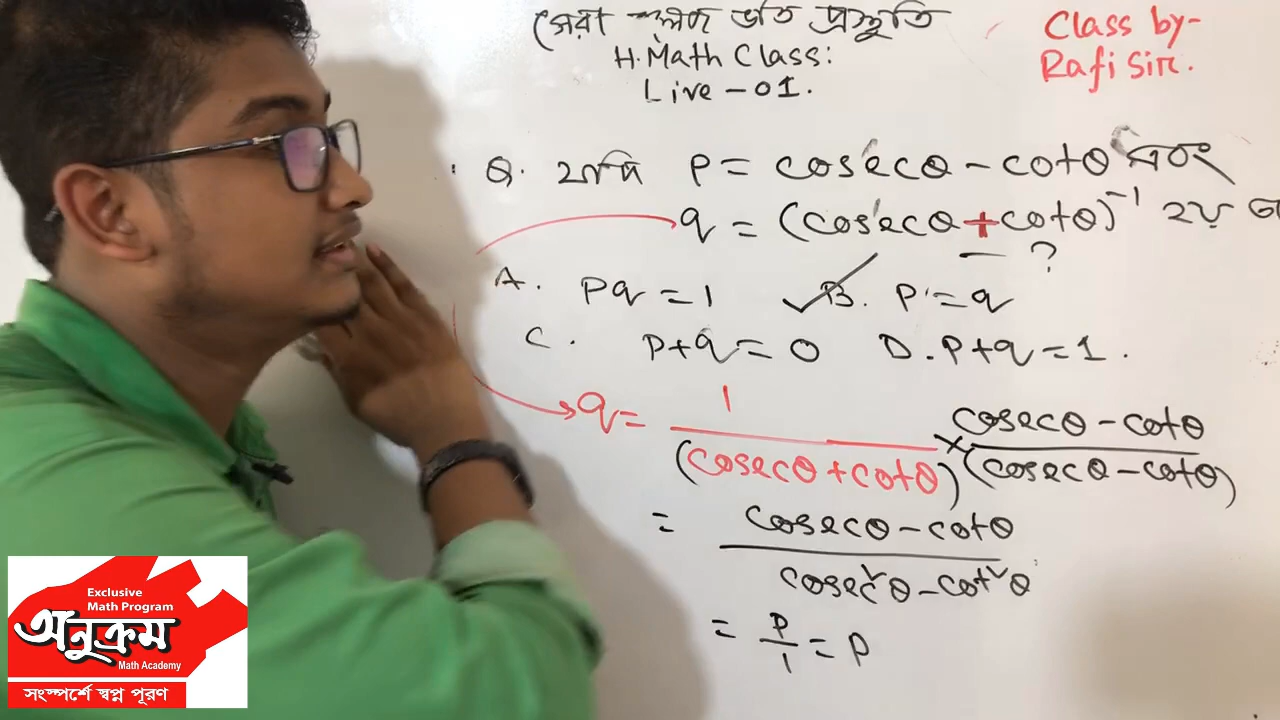 সেরা কলেজ ভর্তি প্রস্তুতি
H.Math Class:
Live-01.
Class by-
Rafi Sir.
Q. যদি P = cosecθ - cotθ এবং
q = (cosecθ + cotθ)⁻¹ হয়
?
A. pq = 1 B. P = q
C. P+q = 0 D. P+q = 1.
q = 1/(cosecθ + cotθ) × (cosecθ - cotθ)/(cosecθ - cotθ)
= (cosecθ - cotθ)/(cosec²θ - cot²θ)
= P/1 = P
Exclusive
Math Program
অনুক্রম
Math Academy
সংস্পর্শে স্বপ্ন পূরণ